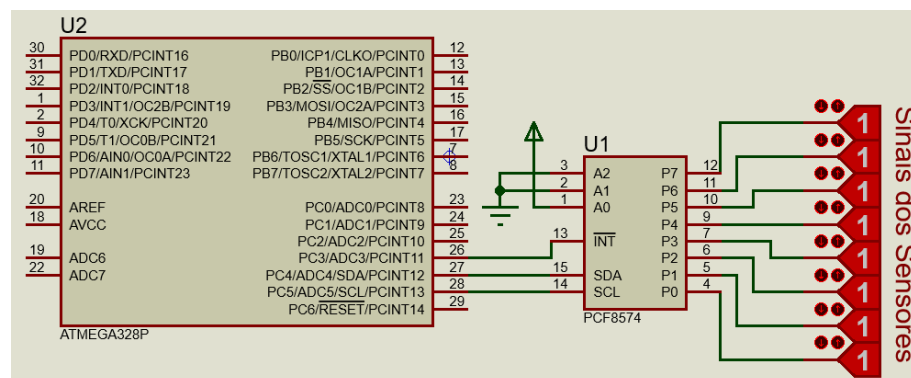 U2
30 PD0/RXD/PCINT16 PB0/ICP1/CLKO/PCINT0 12
31 PD1/TXD/PCINT17 PB1/OC1A/PCINT1 13
32 PD2/INT0/PCINT18 PB2/SS/OC1B/PCINT2 14
1 PD3/INT1/OC2B/PCINT19 PB3/MOSI/OC2A/PCINT3 15
2 PD4/T0/XCK/PCINT20 PB4/MISO/PCINT4 16
9 PD5/T1/OC0B/PCINT21 PB5/SCK/PCINT5 17
10 PD6/AIN0/OC0A/PCINT22 PB6/TOSC1/XTAL1/PCINT6 7
11 PD7/AIN1/PCINT23 PB7/TOSC2/XTAL2/PCINT7 8
20 AREF PC0/ADC0/PCINT8 23
18 AVCC PC1/ADC1/PCINT9 24
PC2/ADC2/PCINT10 25
19 ADC6 PC3/ADC3/PCINT11 26
22 ADC7 PC4/ADC4/SDA/PCINT12 27
PC5/ADC5/SCL/PCINT13 28
PC6/RESET/PCINT14 29
ATMEGA328P
U1
3 A2 P7 12
2 A1 P6 11
1 A0 P5 10
P4 9
13 INT P3 7
P2 6
15 SDA P1 5
14 SCL P0 4
PCF8574
1
1
1
1
1
1
1
1
Sinais dos Sensores